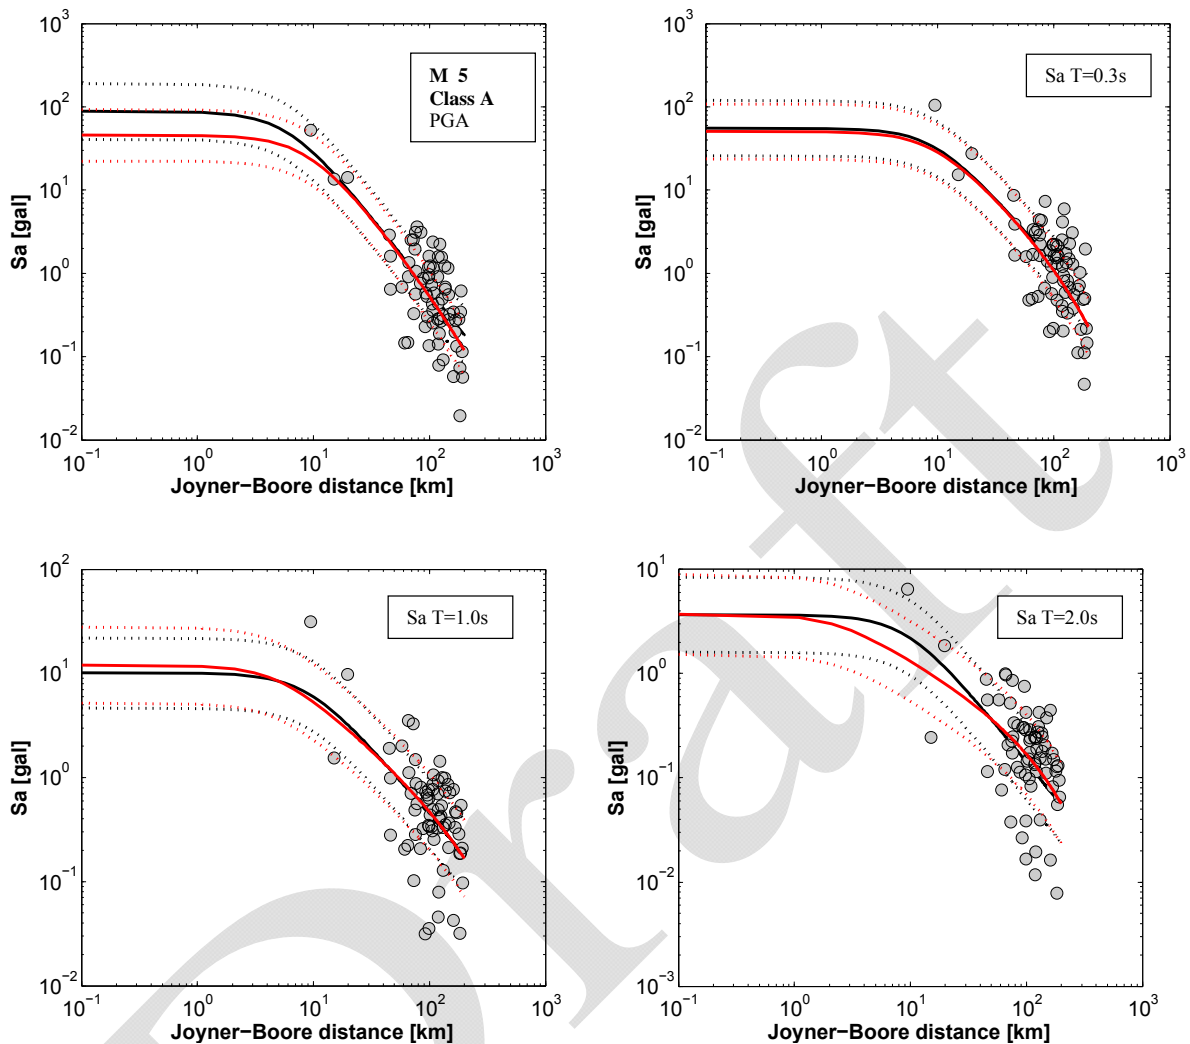 10^3
10^2
10^1
10^0
10^−1
10^−2
Sa [gal]
M 5
Class A
PGA
10^−1 10^0 10^1 10^2 10^3
Joyner−Boore distance [km]
10^3
10^2
10^1
10^0
10^−1
10^−2
Sa [gal]
Sa T=0.3s
10^−1 10^0 10^1 10^2 10^3
Joyner−Boore distance [km]
10^2
10^1
10^0
10^−1
10^−2
Sa [gal]
Sa T=1.0s
10^−1 10^0 10^1 10^2 10^3
Joyner−Boore distance [km]
10^1
10^0
10^−1
10^−2
10^−3
Sa [gal]
Sa T=2.0s
10^−1 10^0 10^1 10^2 10^3
Joyner−Boore distance [km]
Draft